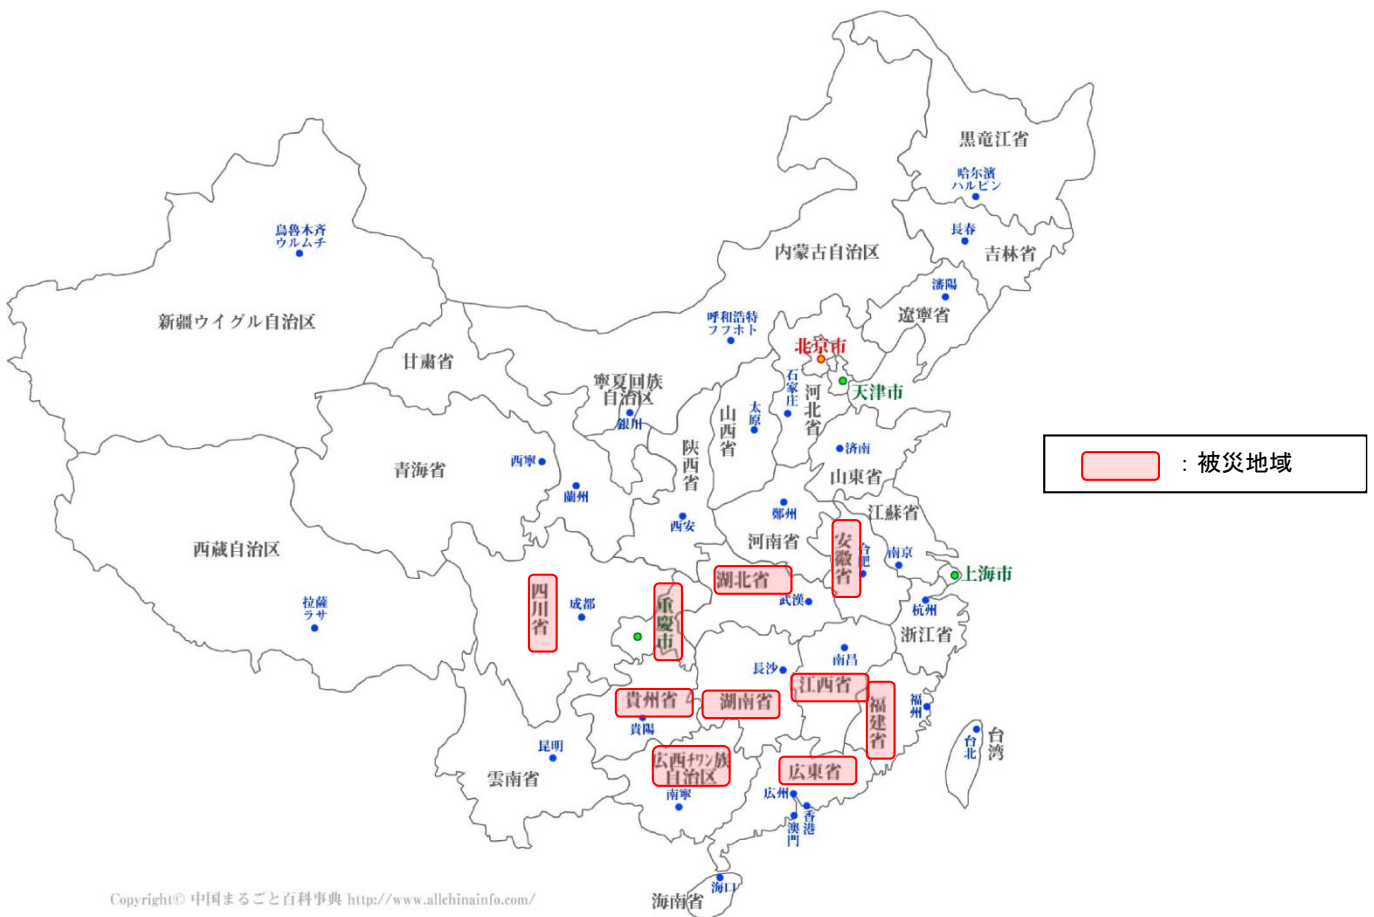 黒竜江省
哈尔濱
ハルビン
長春
吉林省
烏魯木斉
ウルムチ
内蒙古自治区
瀋陽
新疆ウイグル自治区
呼和浩特
フフホト
遼寧省
北京市
甘粛省
寧夏回族
自治区
銀川
石家庄
河北省
天津市
山西省
太原
陝西省
済南
青海省
西寧
山東省
：被災地域
蘭州
鄭州
江蘇省
西安
河南省
安徽省
合肥
南京
西蔵自治区
上海市
湖北省
四川省
成都
重慶市
武漢
杭州
拉薩
ラサ
浙江省
南昌
長沙
江西省
貴州省
湖南省
福建省
福州
貴陽
台湾
台北
昆明
広西チワン族
自治区
雲南省
広東省
南寧
広州
香港
澳門
海口
海南省
Copyright© 中国まるごと百科事典 http://www.allchinainfo.com/